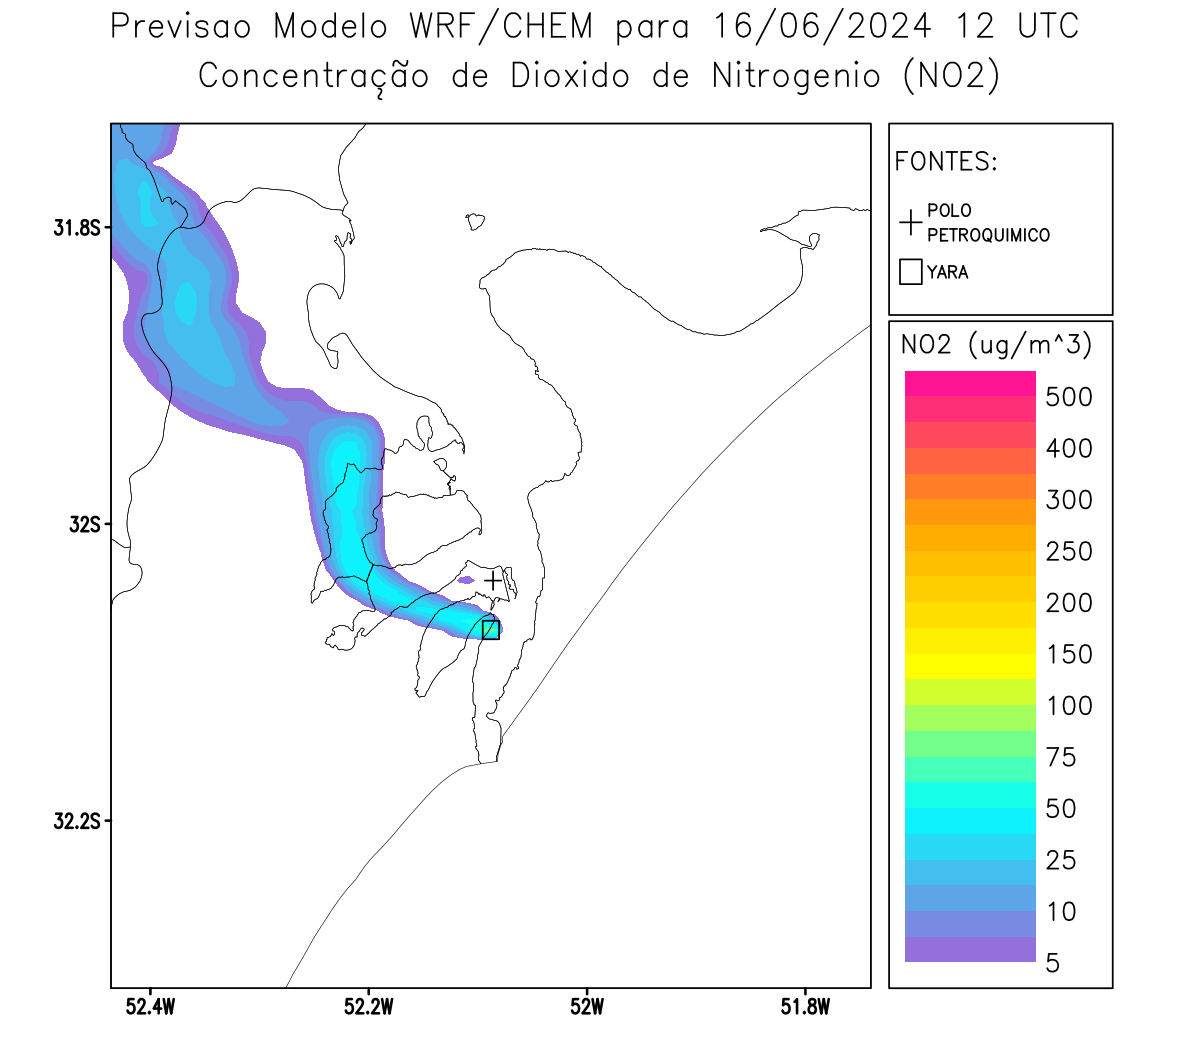 Previsao Modelo WRF/CHEM para 16/06/2024 12 UTC
Concentração de Dioxido de Nitrogenio (NO2)
FONTES:
POLO
PETROQUIMICO
YARA
NO2 (ug/m^3)
500
400
300
250
200
150
100
75
50
25
10
5
31.8S
32S
32.2S
52.4W
52.2W
52W
51.8W